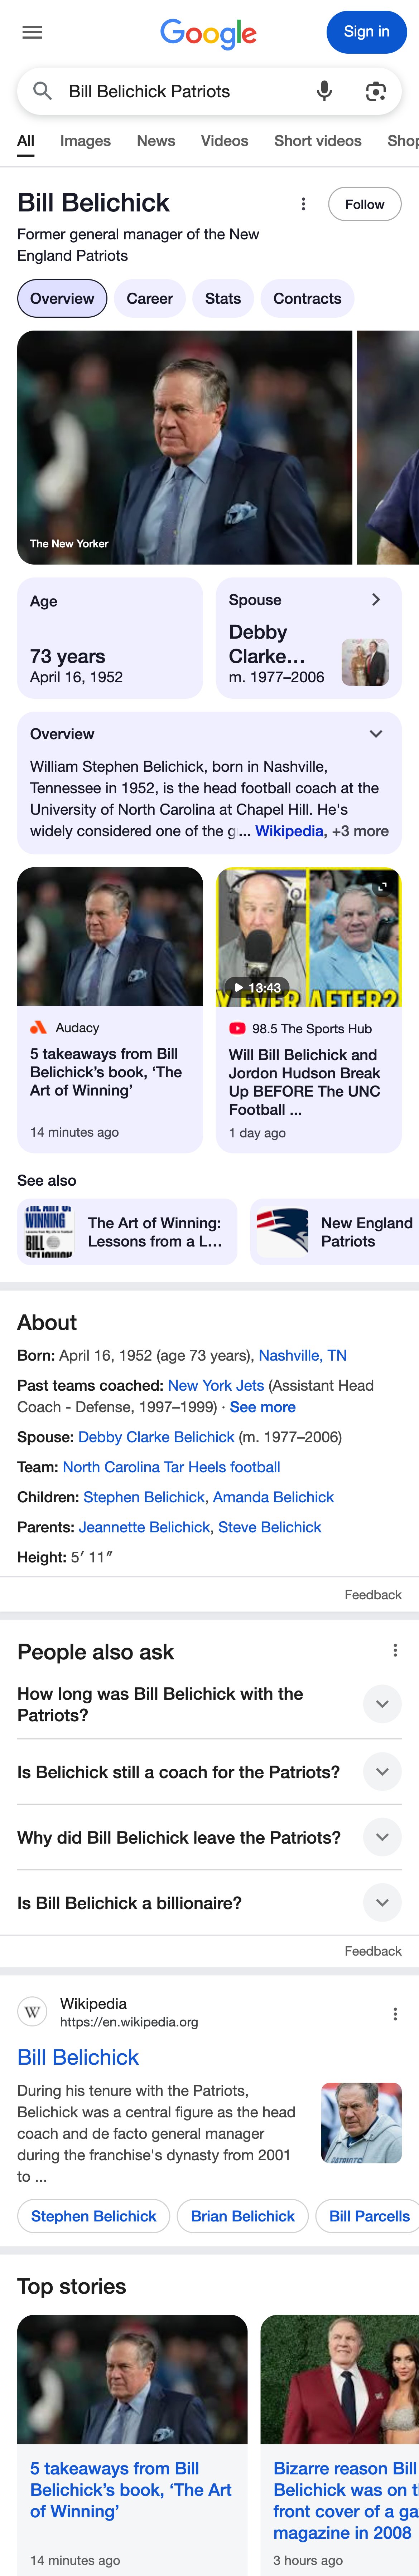 Google
Sign in
Bill Belichick Patriots
All Images News Videos Short videos Shop
Bill Belichick
Follow
Former general manager of the New
England Patriots
Overview Career Stats Contracts
The New Yorker
Age
73 years
April 16, 1952
Spouse
Debby
Clarke...
m. 1977–2006
Overview
William Stephen Belichick, born in Nashville,
Tennessee in 1952, is the head football coach at the
University of North Carolina at Chapel Hill. He's
widely considered one of the g... Wikipedia, +3 more
Audacy
5 takeaways from Bill
Belichick's book, ‘The
Art of Winning’
14 minutes ago
13:43
EVER AFTER?
98.5 The Sports Hub
Will Bill Belichick and
Jordon Hudson Break
Up BEFORE The UNC
Football ...
1 day ago
See also
WINNING
BILL
The Art of Winning:
Lessons from a L...
New England
Patriots
About
Born: April 16, 1952 (age 73 years), Nashville, TN
Past teams coached: New York Jets (Assistant Head
Coach - Defense, 1997–1999) · See more
Spouse: Debby Clarke Belichick (m. 1977–2006)
Team: North Carolina Tar Heels football
Children: Stephen Belichick, Amanda Belichick
Parents: Jeannette Belichick, Steve Belichick
Height: 5′ 11″
Feedback
People also ask
How long was Bill Belichick with the
Patriots?
Is Belichick still a coach for the Patriots?
Why did Bill Belichick leave the Patriots?
Is Bill Belichick a billionaire?
Feedback
W
Wikipedia
https://en.wikipedia.org
Bill Belichick
During his tenure with the Patriots,
Belichick was a central figure as the head
coach and de facto general manager
during the franchise's dynasty from 2001
to ...
PATRIOTS
Stephen Belichick Brian Belichick Bill Parcells
Top stories
5 takeaways from Bill
Belichick's book, ‘The Art
of Winning’
14 minutes ago
Bizarre reason Bill
Belichick was on t
front cover of a ga
magazine in 2008
3 hours ago